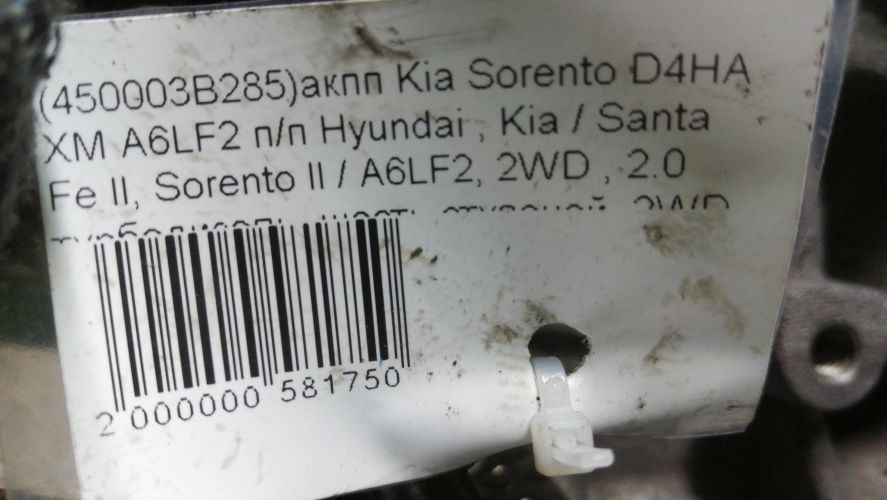 (450003B285)акпп Kia Sorento D4HA
XM A6LF2 п/п Hyundai , Kia / Santa
Fe II, Sorento II / A6LF2, 2WD , 2.0
2WD
2 000000 581750